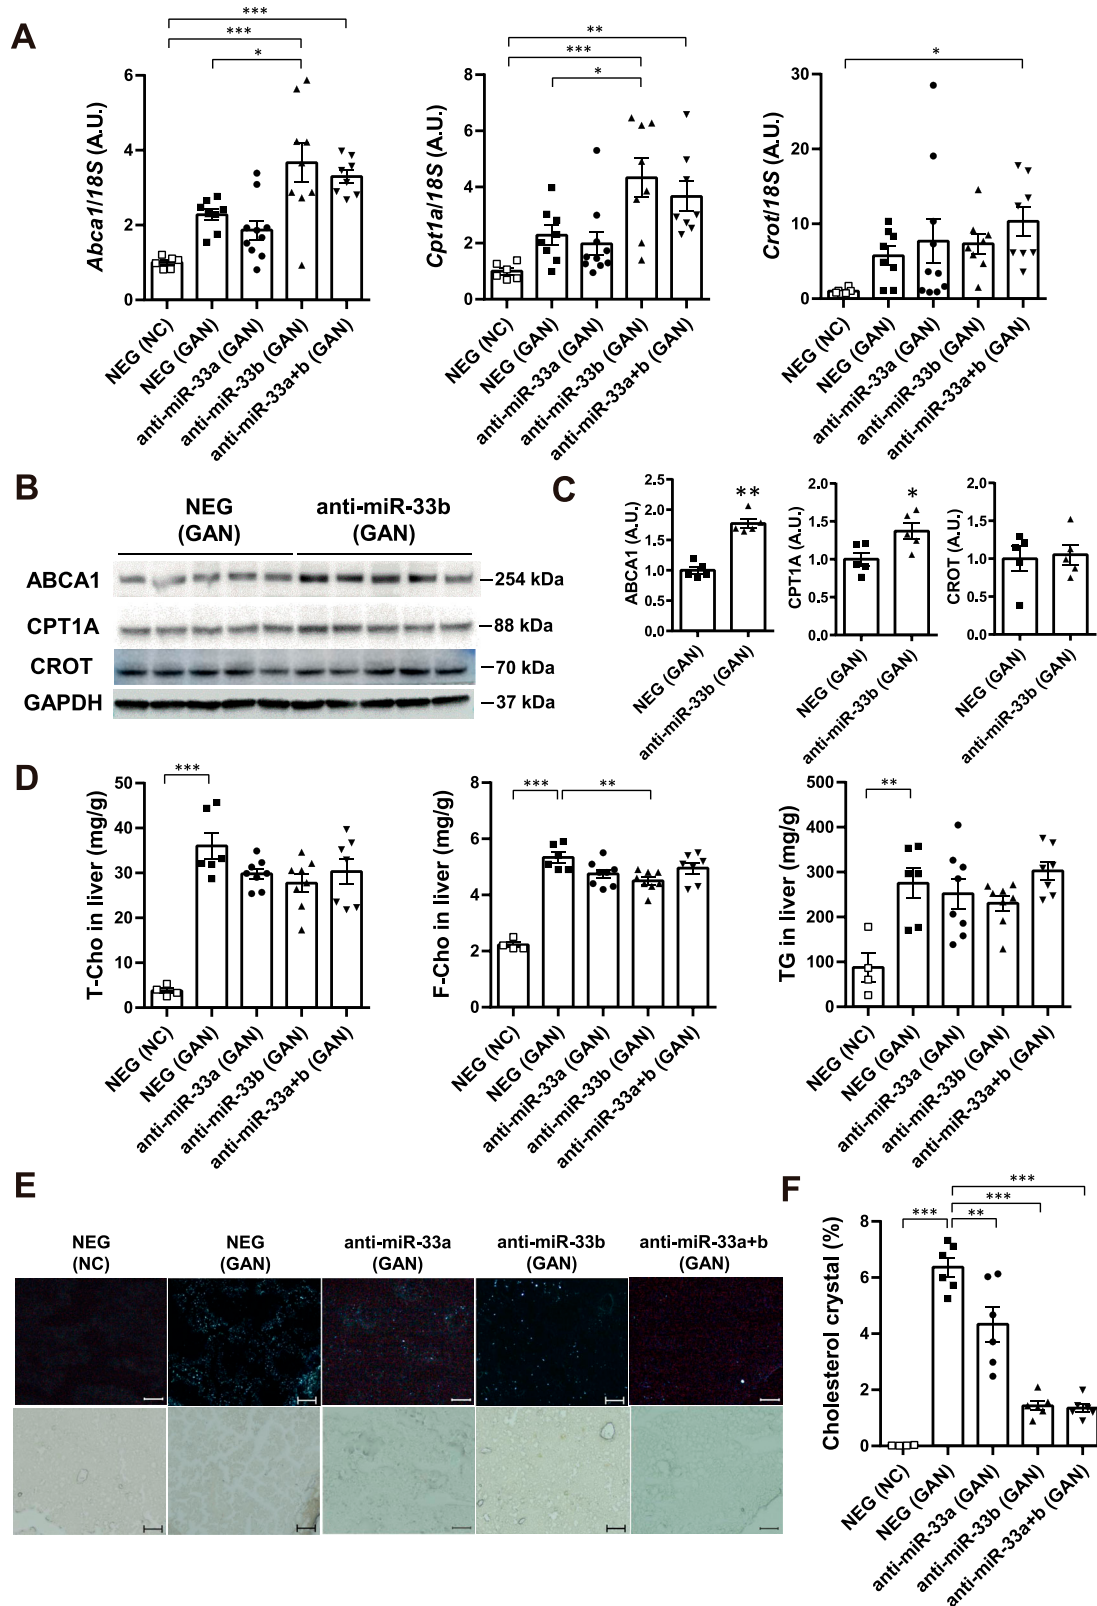 A
***
***
*
Abca1/18S (A.U.)
6
4
2
0
NEG (NC)
NEG (GAN)
anti-miR-33a (GAN)
anti-miR-33b (GAN)
anti-miR-33a+b (GAN)
**
***
*
Cpt1a/18S (A.U.)
8
6
4
2
0
NEG (NC)
NEG (GAN)
anti-miR-33a (GAN)
anti-miR-33b (GAN)
anti-miR-33a+b (GAN)
*
Crot/18S (A.U.)
30
20
10
0
NEG (NC)
NEG (GAN)
anti-miR-33a (GAN)
anti-miR-33b (GAN)
anti-miR-33a+b (GAN)
B
NEG
(GAN)
anti-miR-33b
(GAN)
ABCA1
254 kDa
CPT1A
88 kDa
CROT
70 kDa
GAPDH
37 kDa
C
ABCA1 (A.U.)
2.5
2.0
1.5
1.0
0.5
0.0
**
NEG (GAN)
anti-miR-33b (GAN)
CPT1A (A.U.)
2.0
1.5
1.0
0.5
0.0
*
NEG (GAN)
anti-miR-33b (GAN)
CROT (A.U.)
2.0
1.5
1.0
0.5
0.0
NEG (GAN)
anti-miR-33b (GAN)
D
***
T-Cho in liver (mg/g)
50
40
30
20
10
0
NEG (NC)
NEG (GAN)
anti-miR-33a (GAN)
anti-miR-33b (GAN)
anti-miR-33a+b (GAN)
***
**
F-Cho in liver (mg/g)
8
6
4
2
0
NEG (NC)
NEG (GAN)
anti-miR-33a (GAN)
anti-miR-33b (GAN)
anti-miR-33a+b (GAN)
**
TG in liver (mg/g)
500
400
300
200
100
0
NEG (NC)
NEG (GAN)
anti-miR-33a (GAN)
anti-miR-33b (GAN)
anti-miR-33a+b (GAN)
E
NEG
(NC)
NEG
(GAN)
anti-miR-33a
(GAN)
anti-miR-33b
(GAN)
anti-miR-33a+b
(GAN)
F
***
***
***
**
Cholesterol crystal (%)
8
6
4
2
0
NEG (NC)
NEG (GAN)
anti-miR-33a (GAN)
anti-miR-33b (GAN)
anti-miR-33a+b (GAN)